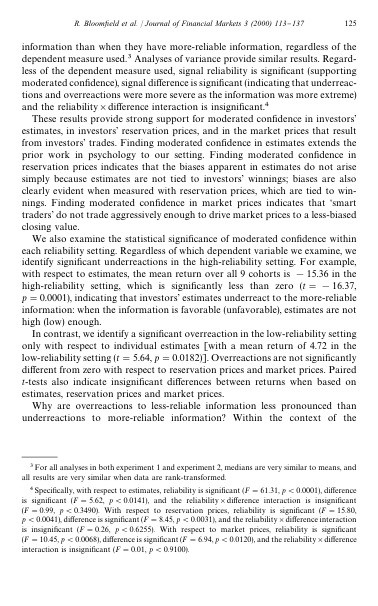 R. Bloomfield et al. / Journal of Financial Markets 3 (2000) 113–137 125
information than when they have more-reliable information, regardless of the
dependent measure used.³ Analyses of variance provide similar results. Regard-
less of the dependent measure used, signal reliability is significant (supporting
moderated confidence), signal difference is significant (indicating that underreac-
tions and overreactions were more severe as the information was more extreme)
and the reliability × difference interaction is insignificant.⁴
These results provide strong support for moderated confidence in investors'
estimates, in investors' reservation prices, and in the market prices that result
from investors' trades. Finding moderated confidence in estimates extends the
prior work in psychology to our setting. Finding moderated confidence in
reservation prices indicates that the biases apparent in estimates do not arise
simply because estimates are not tied to investors' winnings; biases are also
clearly evident when measured with reservation prices, which are tied to win-
nings. Finding moderated confidence in market prices indicates that 'smart
traders' do not trade aggressively enough to drive market prices to a less-biased
closing value.
We also examine the statistical significance of moderated confidence within
each reliability setting. Regardless of which dependent variable we examine, we
identify significant underreactions in the high-reliability setting. For example,
with respect to estimates, the mean return over all 9 cohorts is − 15.36 in the
high-reliability setting, which is significantly less than zero (t = − 16.37,
p = 0.0001), indicating that investors' estimates underreact to the more-reliable
information: when the information is favorable (unfavorable), estimates are not
high (low) enough.
In contrast, we identify a significant overreaction in the low-reliability setting
only with respect to individual estimates [with a mean return of 4.72 in the
low-reliability setting (t = 5.64, p = 0.0182)]. Overreactions are not significantly
different from zero with respect to reservation prices and market prices. Paired
t-tests also indicate insignificant differences between returns when based on
estimates, reservation prices and market prices.
Why are overreactions to less-reliable information less pronounced than
underreactions to more-reliable information? Within the context of the
³ For all analyses in both experiment 1 and experiment 2, medians are very similar to means, and
all results are very similar when data are rank-transformed.
⁴ Specifically, with respect to estimates, reliability is significant (F = 61.31, p < 0.0001), difference
is significant (F = 5.62, p < 0.0141), and the reliability × difference interaction is insignificant
(F = 0.99, p < 0.3490). With respect to reservation prices, reliability is significant (F = 15.80,
p < 0.0041), difference is significant (F = 8.45, p < 0.0031), and the reliability × difference interaction
is insignificant (F = 0.26, p < 0.6255). With respect to market prices, reliability is significant
(F = 10.45, p < 0.0068), difference is significant (F = 6.94, p < 0.0120), and the reliability × difference
interaction is insignificant (F = 0.01, p < 0.9100).